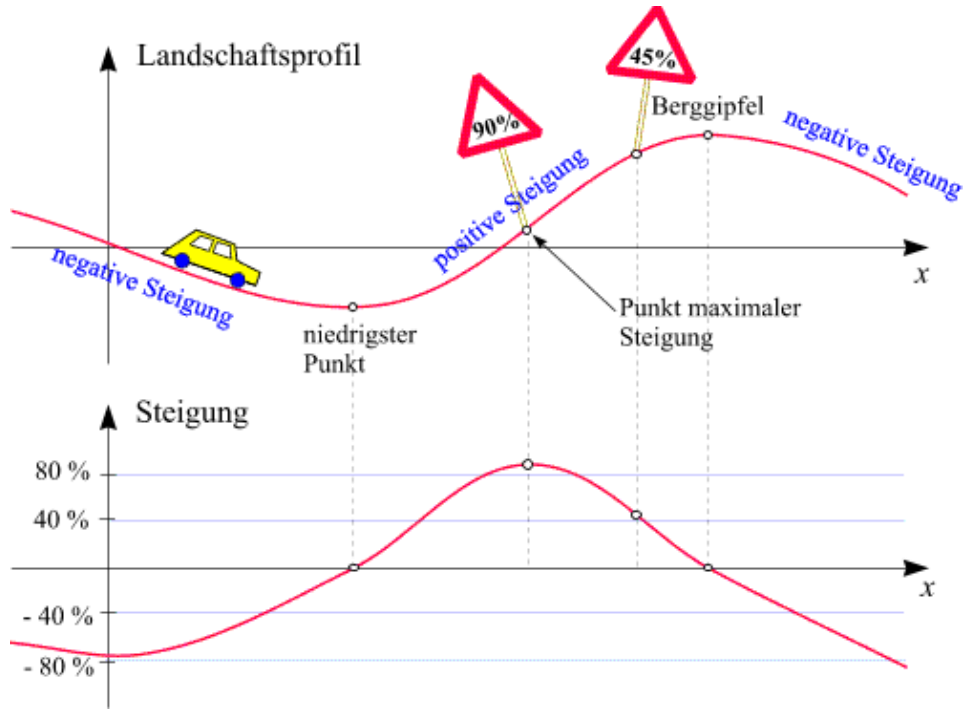 Landschaftsprofil
45%
90%
Berggipfel
negative Steigung
positive Steigung
negative Steigung
x
niedrigster
Punkt
Punkt maximaler
Steigung
Steigung
80 %
40 %
x
- 40 %
- 80 %